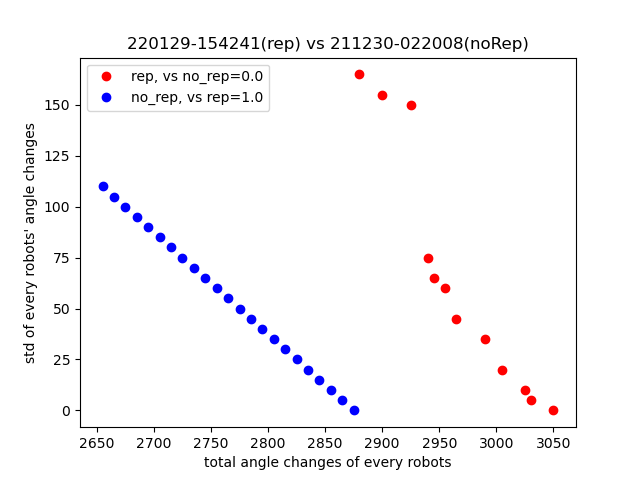 220129-154241(rep) vs 211230-022008(noRep)
rep, vs no_rep=0.0
no_rep, vs rep=1.0
150
125
100
75
50
25
0
std of every robots' angle changes
2650 2700 2750 2800 2850 2900 2950 3000 3050
total angle changes of every robots